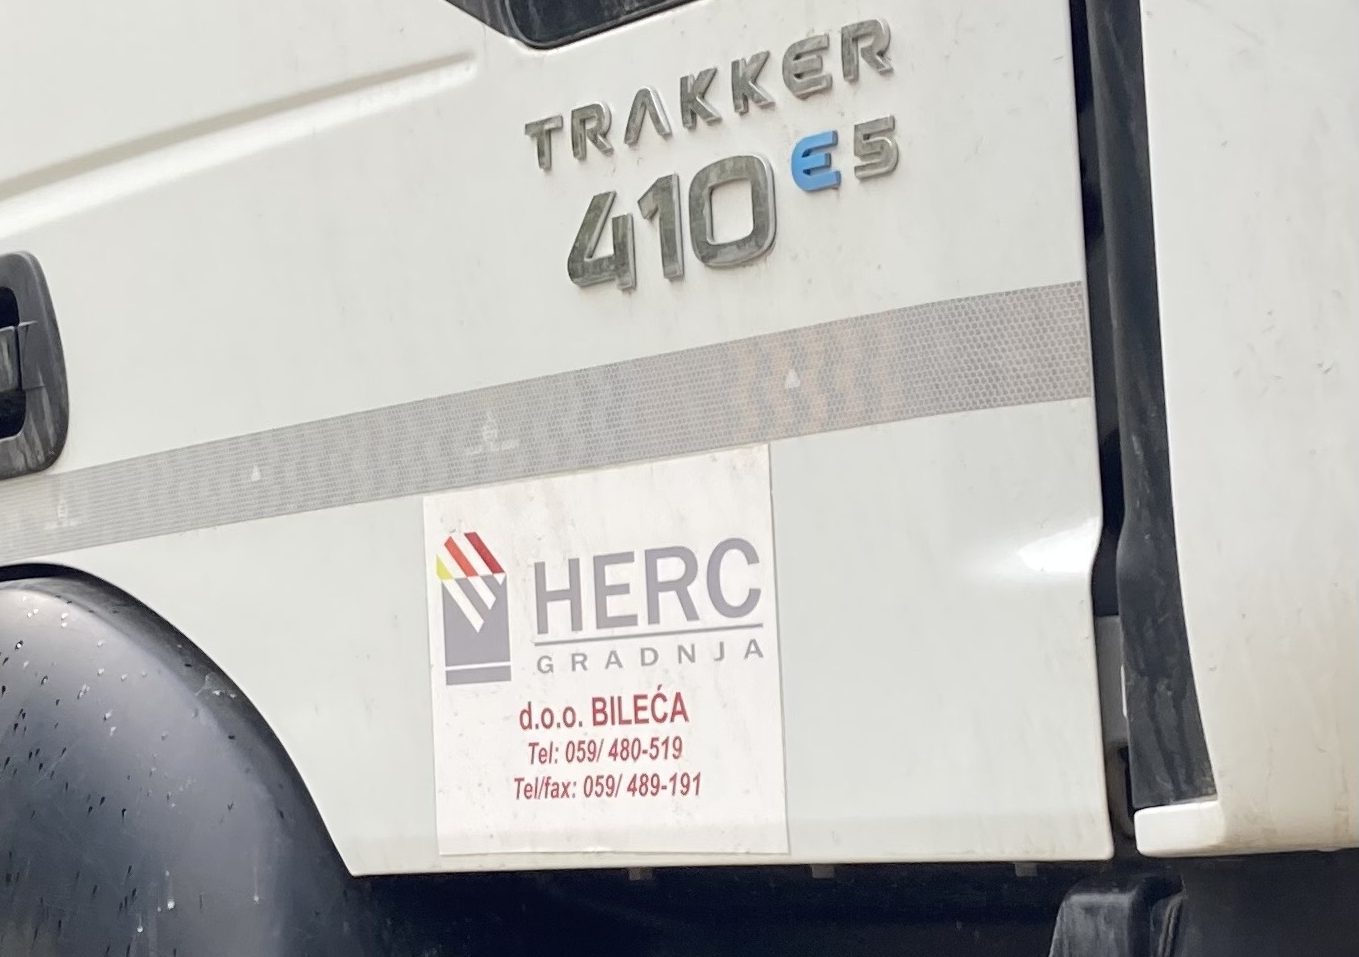 TRAKKER
410 E5
HERC
GRADNJA
d.o.o. BILEĆA
Tel: 059/ 480-519
Tel/fax: 059/ 489-191